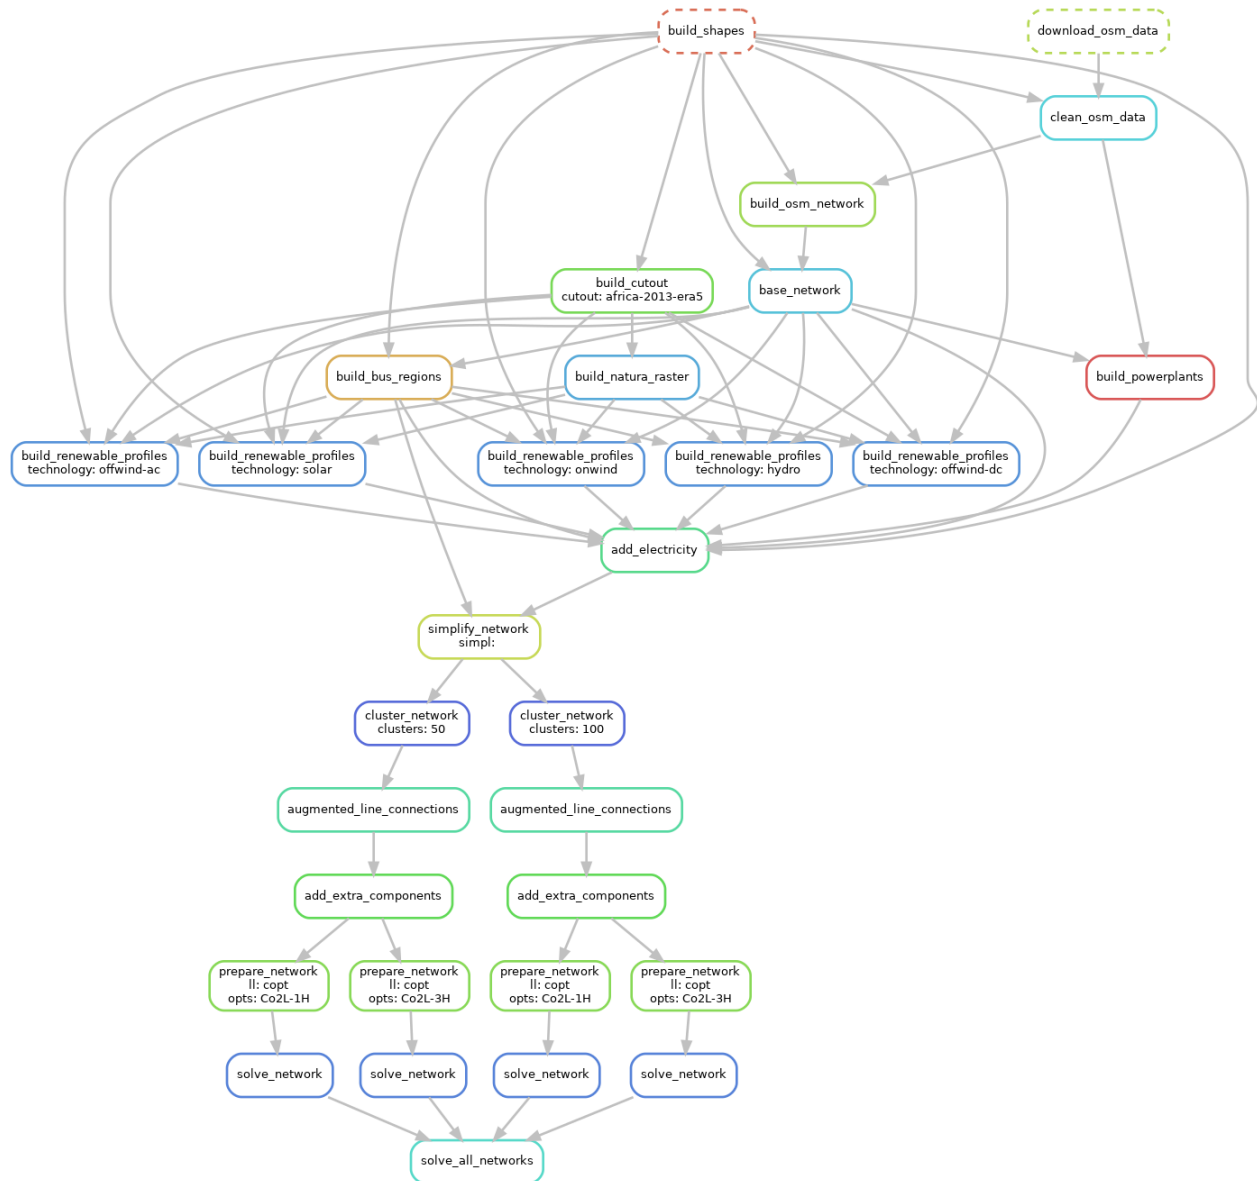 build_shapes
download_osm_data
clean_osm_data
build_osm_network
build_cutout
cutout: africa-2013-era5
base_network
build_bus_regions
build_natura_raster
build_powerplants
build_renewable_profiles
technology: offwind-ac
build_renewable_profiles
technology: solar
build_renewable_profiles
technology: onwind
build_renewable_profiles
technology: hydro
build_renewable_profiles
technology: offwind-dc
add_electricity
simplify_network
simpl:
cluster_network
clusters: 50
cluster_network
clusters: 100
augmented_line_connections
augmented_line_connections
add_extra_components
add_extra_components
prepare_network
ll: copt
opts: Co2L-1H
prepare_network
ll: copt
opts: Co2L-3H
prepare_network
ll: copt
opts: Co2L-1H
prepare_network
ll: copt
opts: Co2L-3H
solve_network
solve_network
solve_network
solve_network
solve_all_networks